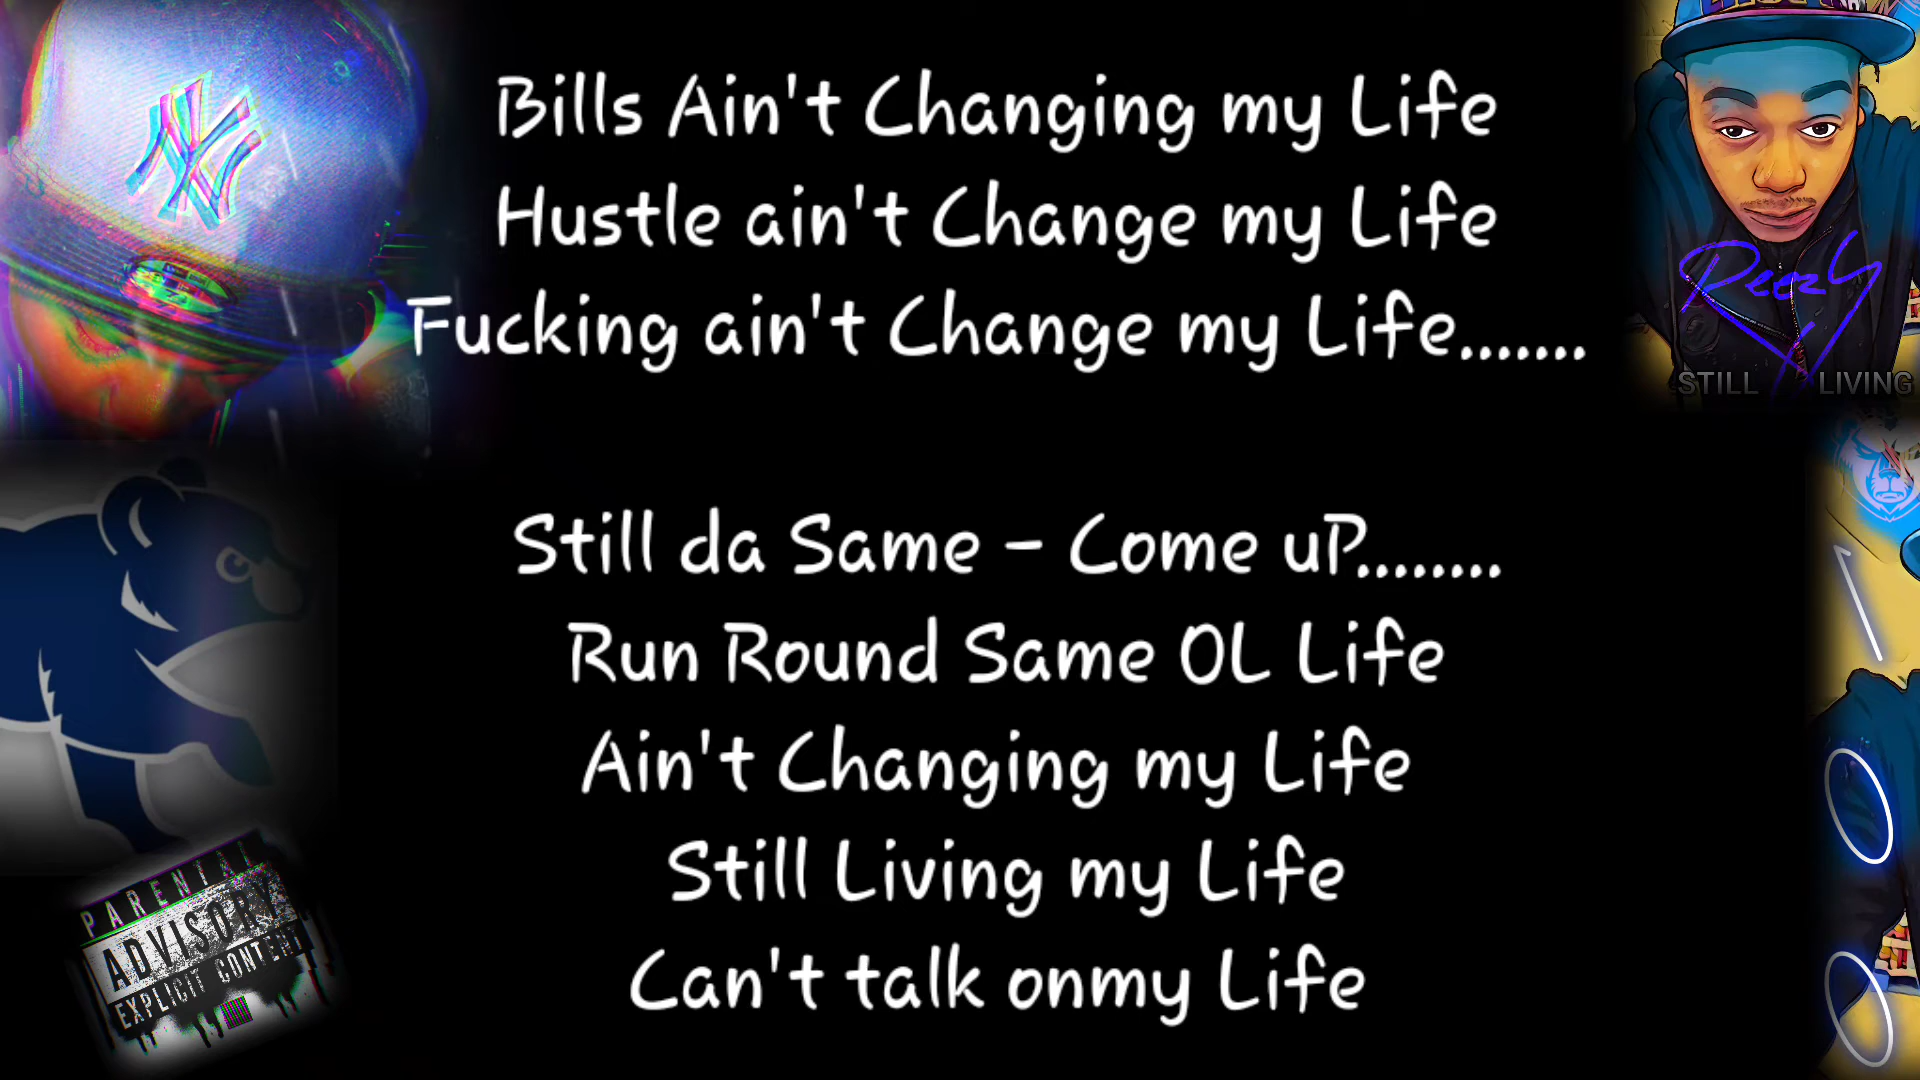 Bills Ain't Changing my Life
Hustle ain't Change my Life
Fucking ain't Change my Life.......
Still da Same - Come uP........
Run Round Same OL Life
Ain't Changing my Life
Still Living my Life
Can't talk onmy Life
NY
Reezy
STILL LIVING
PARENTAL
ADVISORY
EXPLICIT CONTENT